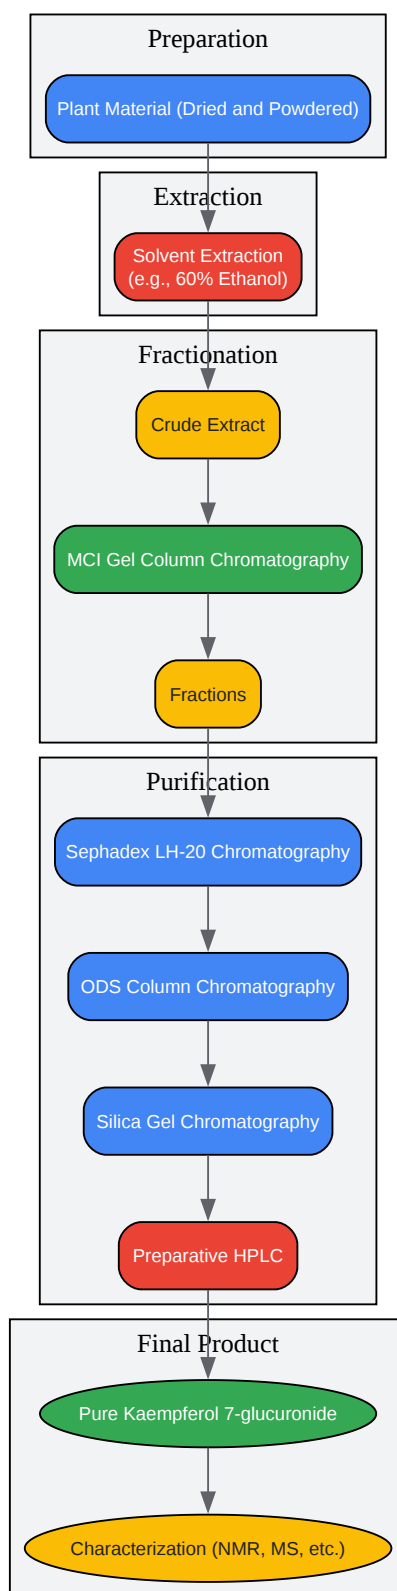 Preparation
Plant Material (Dried and Powdered)
Extraction
Solvent Extraction
(e.g., 60% Ethanol)
Fractionation
Crude Extract
MCI Gel Column Chromatography
Fractions
Purification
Sephadex LH-20 Chromatography
ODS Column Chromatography
Silica Gel Chromatography
Preparative HPLC
Final Product
Pure Kaempferol 7-glucuronide
Characterization (NMR, MS, etc.)